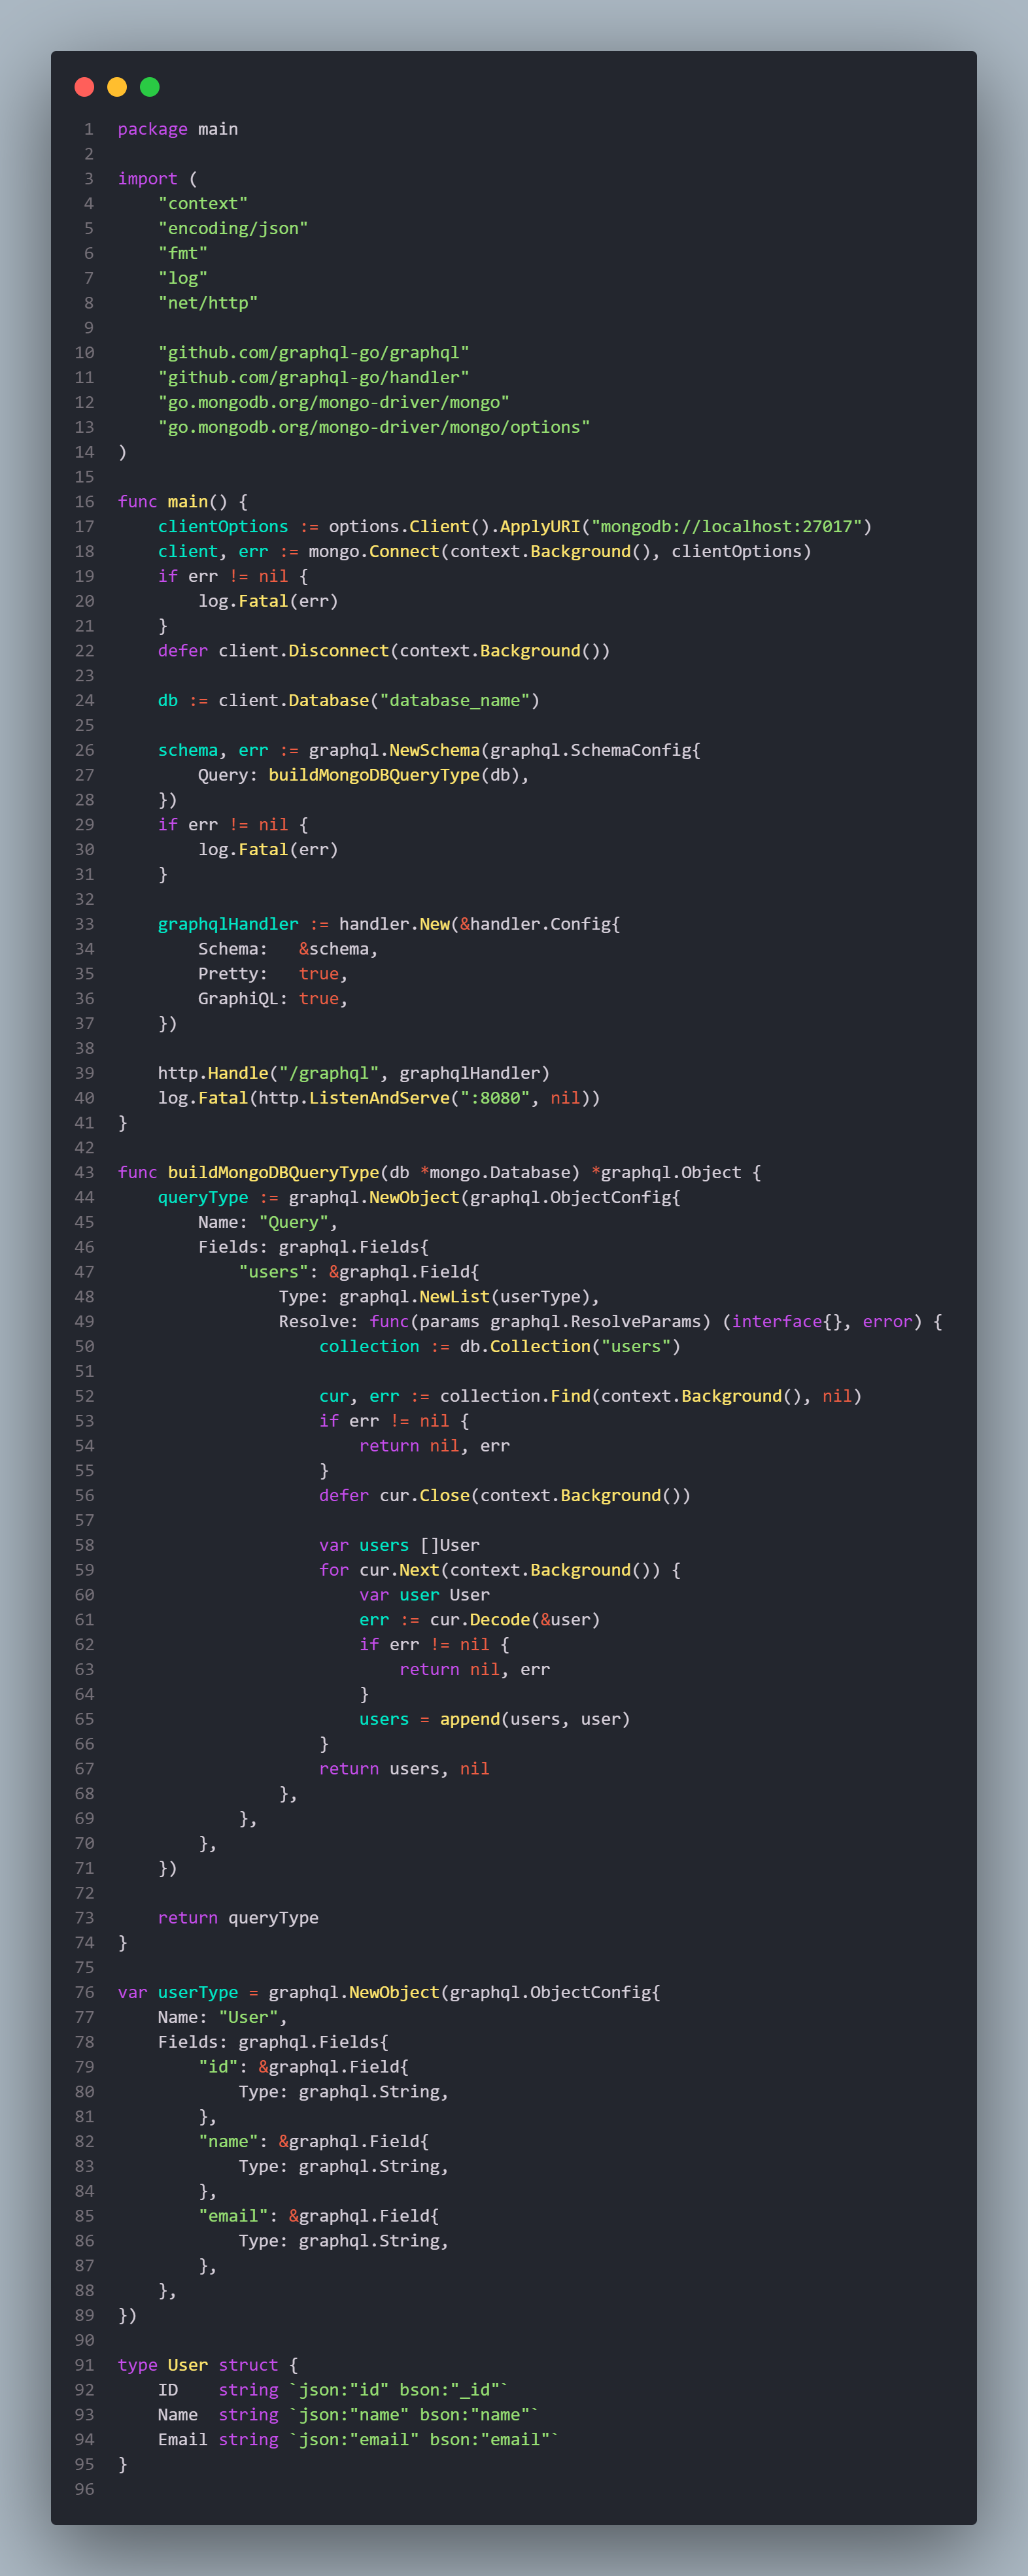 1 package main
2
3 import (
4     "context"
5     "encoding/json"
6     "fmt"
7     "log"
8     "net/http"
9
10     "github.com/graphql-go/graphql"
11     "github.com/graphql-go/handler"
12     "go.mongodb.org/mongo-driver/mongo"
13     "go.mongodb.org/mongo-driver/mongo/options"
14 )
15
16 func main() {
17     clientOptions := options.Client().ApplyURI("mongodb://localhost:27017")
18     client, err := mongo.Connect(context.Background(), clientOptions)
19     if err != nil {
20         log.Fatal(err)
21     }
22     defer client.Disconnect(context.Background())
23
24     db := client.Database("database_name")
25
26     schema, err := graphql.NewSchema(graphql.SchemaConfig{
27         Query: buildMongoDBQueryType(db),
28     })
29     if err != nil {
30         log.Fatal(err)
31     }
32
33     graphqlHandler := handler.New(&handler.Config{
34         Schema:   &schema,
35         Pretty:   true,
36         GraphiQL: true,
37     })
38
39     http.Handle("/graphql", graphqlHandler)
40     log.Fatal(http.ListenAndServe(":8080", nil))
41 }
42
43 func buildMongoDBQueryType(db *mongo.Database) *graphql.Object {
44     queryType := graphql.NewObject(graphql.ObjectConfig{
45         Name: "Query",
46         Fields: graphql.Fields{
47             "users": &graphql.Field{
48                 Type: graphql.NewList(userType),
49                 Resolve: func(params graphql.ResolveParams) (interface{}, error) {
50                     collection := db.Collection("users")
51
52                     cur, err := collection.Find(context.Background(), nil)
53                     if err != nil {
54                         return nil, err
55                     }
56                     defer cur.Close(context.Background())
57
58                     var users []User
59                     for cur.Next(context.Background()) {
60                         var user User
61                         err := cur.Decode(&user)
62                         if err != nil {
63                             return nil, err
64                         }
65                         users = append(users, user)
66                     }
67                     return users, nil
68                 },
69             },
70         },
71     })
72
73     return queryType
74 }
75
76 var userType = graphql.NewObject(graphql.ObjectConfig{
77     Name: "User",
78     Fields: graphql.Fields{
79         "id": &graphql.Field{
80             Type: graphql.String,
81         },
82         "name": &graphql.Field{
83             Type: graphql.String,
84         },
85         "email": &graphql.Field{
86             Type: graphql.String,
87         },
88     },
89 })
90
91 type User struct {
92     ID    string `json:"id" bson:"_id"`
93     Name  string `json:"name" bson:"name"`
94     Email string `json:"email" bson:"email"`
95 }
96